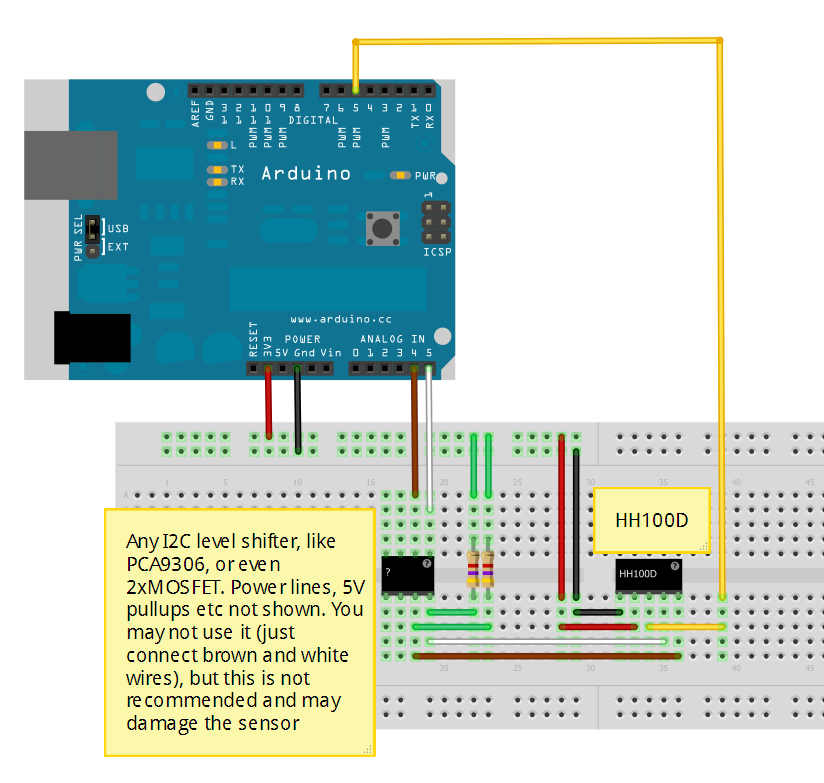 AREF
GND
13
12
11
10
9
8
7
6
5
4
3
2
1
0
PWM
PWM
PWM
PWM
PWM
PWM
TX
RX
DIGITAL
L
TX
RX
Arduino
PWR
1
ICSP
PWR SEL
USB
EXT
www.arduino.cc
RESET
3V3
POWER
5V Gnd Vin
ANALOG IN
0 1 2 3 4 5
1 5 10 15 20 25 30 35 40 45
A
HH100D
?
?
?
HH100D
Any I2C level shifter, like
PCA9306, or even
2xMOSFET. Power lines, 5V
pullups etc not shown. You
may not use it (just
connect brown and white
wires), but this is not
recommended and may
damage the sensor
20 25 30 35 40 45